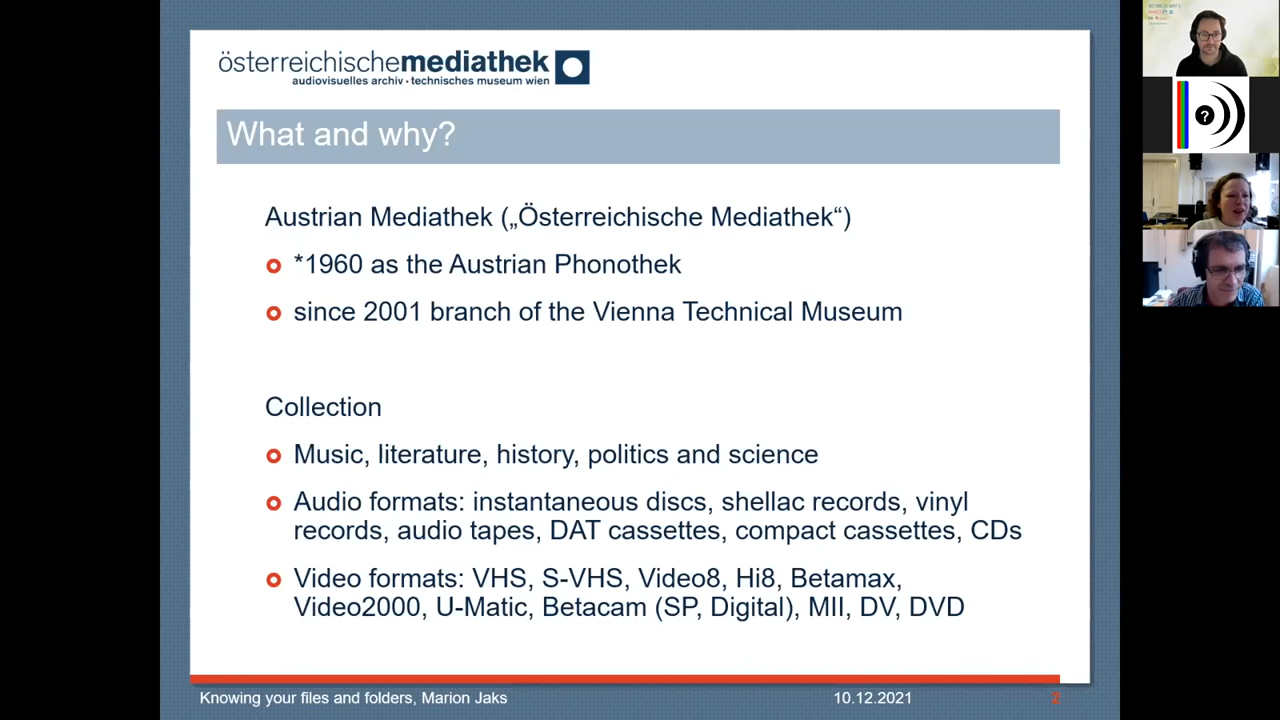 österreichischemediathek
audiovisuelles archiv · technisches museum wien
What and why?
Austrian Mediathek („Österreichische Mediathek“)
*1960 as the Austrian Phonothek
since 2001 branch of the Vienna Technical Museum
Collection
Music, literature, history, politics and science
Audio formats: instantaneous discs, shellac records, vinyl
records, audio tapes, DAT cassettes, compact cassettes, CDs
Video formats: VHS, S-VHS, Video8, Hi8, Betamax,
Video2000, U-Matic, Betacam (SP, Digital), MII, DV, DVD
Knowing your files and folders, Marion Jaks
10.12.2021
2
?